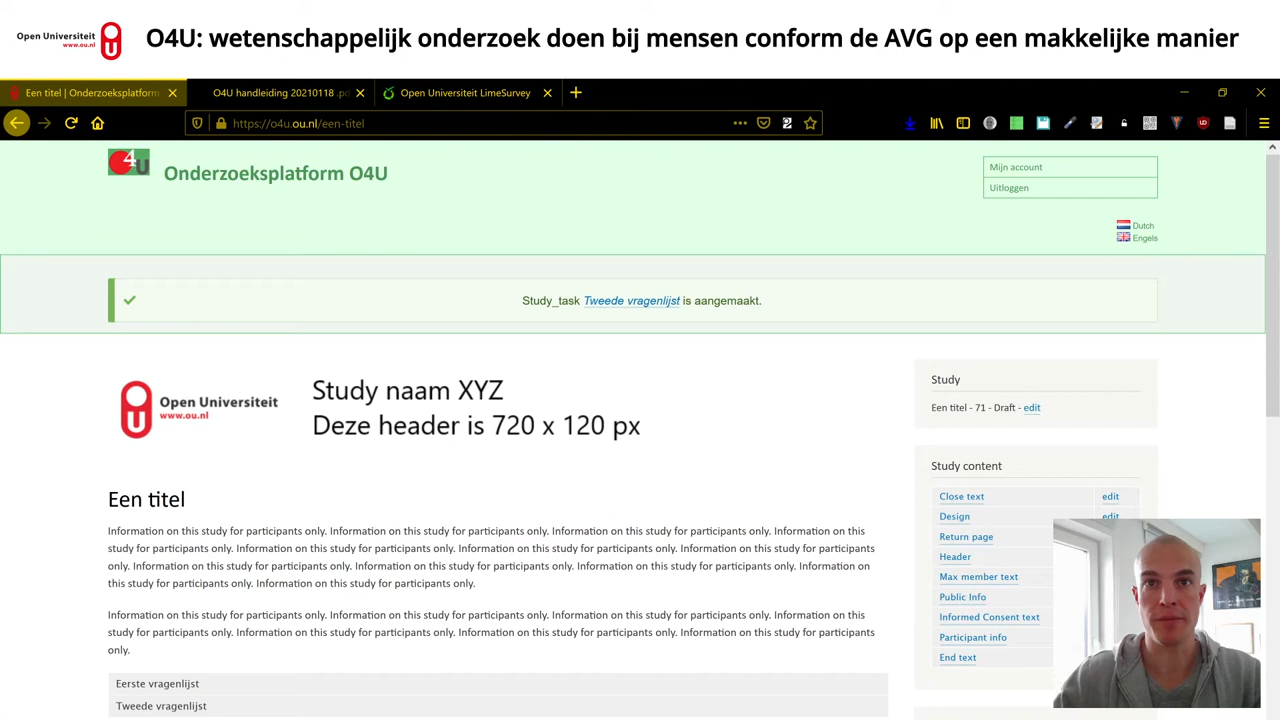 Open Universiteit
www.ou.nl
O4U: wetenschappelijk onderzoek doen bij mensen conform de AVG op een makkelijke manier
Een titel | Onderzoeksplatform
O4U handleiding 20210118 .pd
Open Universiteit LimeSurvey
https://o4u.ou.nl/een-titel
4U
Onderzoeksplatform O4U
Mijn account
Uitloggen
Dutch
Engels
Study_task Tweede vragenlijst is aangemaakt.
Open Universiteit
www.ou.nl
Study naam XYZ
Deze header is 720 x 120 px
Een titel
Information on this study for participants only. Information on this study for participants only. Information on this study for participants only. Information on this
study for participants only. Information on this study for participants only. Information on this study for participants only. Information on this study for participants
only. Information on this study for participants only. Information on this study for participants only. Information on this study for participants only. Information on
this study for participants only. Information on this study for participants only.
Information on this study for participants only. Information on this study for participants only. Information on this study for participants only. Information on this
study for participants only. Information on this study for participants only. Information on this study for participants only. Information on this study for participants
only.
Eerste vragenlijst
Tweede vragenlijst
Study
Een titel - 71 - Draft - edit
Study content
Close text edit
Design edit
Return page
Header
Max member text
Public Info
Informed Consent text
Participant info
End text